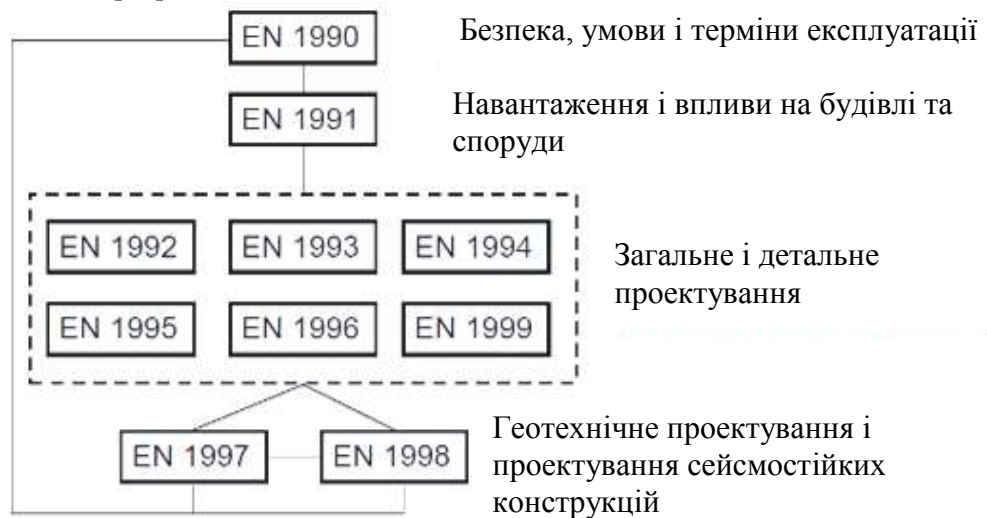 EN 1990
Безпека, умови і терміни експлуатації
EN 1991
Навантаження і впливи на будівлі та
споруди
EN 1992 EN 1993 EN 1994
EN 1995 EN 1996 EN 1999
Загальне і детальне
проектування
EN 1997 EN 1998
Геотехнічне проектування і
проектування сейсмостійких
конструкцій